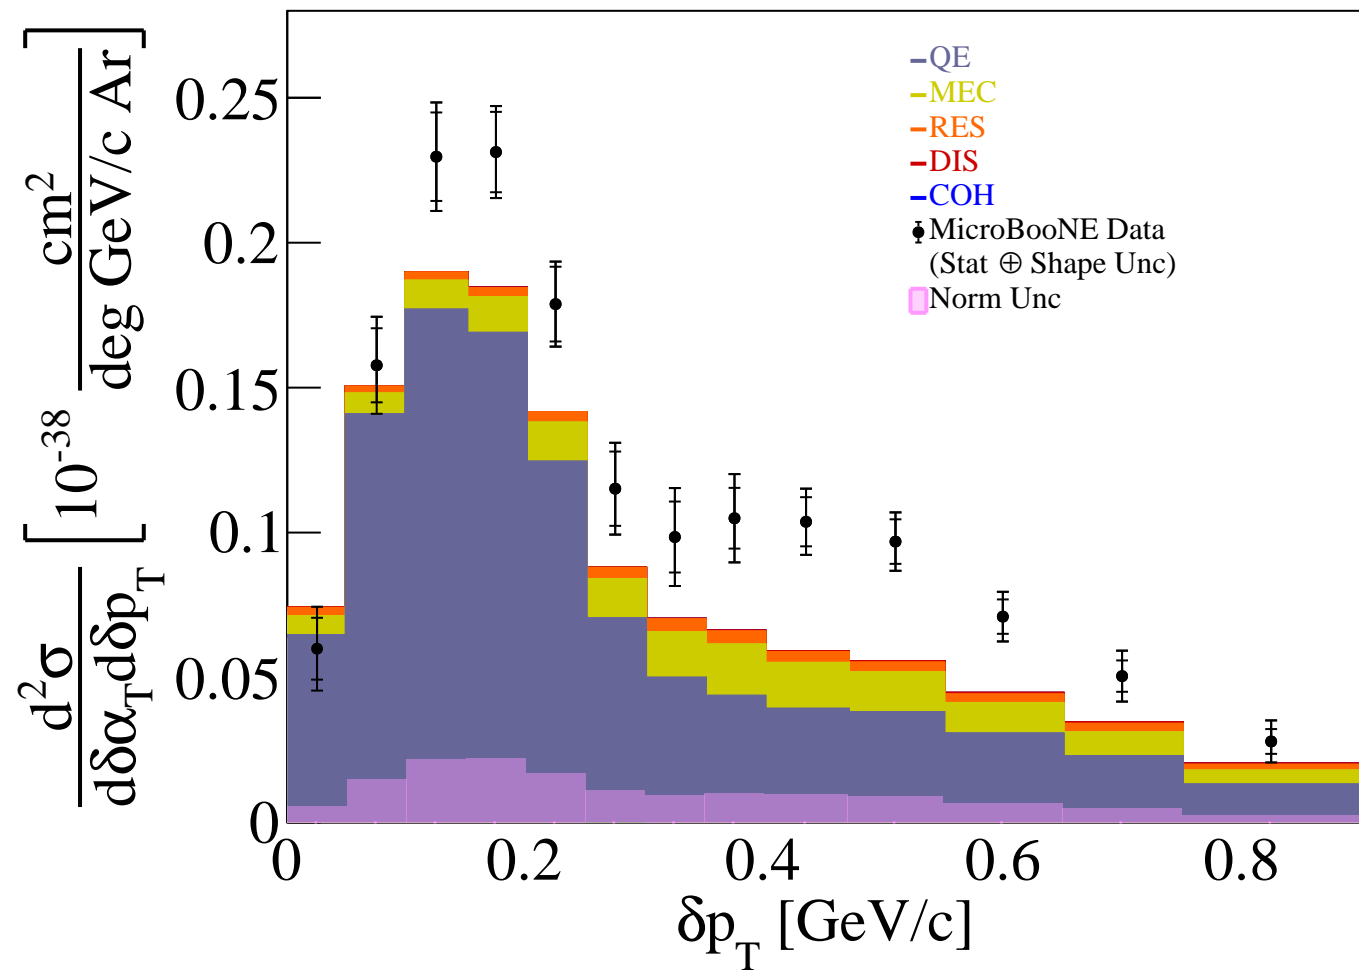 d²σ
dδα_T dδp_T
[10⁻³⁸ cm²
deg GeV/c Ar]
0.25
0.2
0.15
0.1
0.05
0
0
0.2
0.4
0.6
0.8
δp_T [GeV/c]
QE
MEC
RES
DIS
COH
MicroBooNE Data
(Stat ⊕ Shape Unc)
Norm Unc